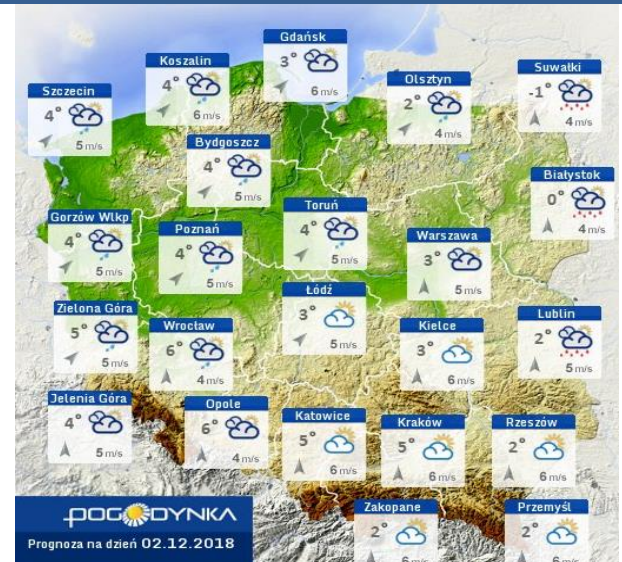 Gdańsk
3°
6 m/s
Koszalin
4°
6 m/s
Suwałki
-1°
4 m/s
Olsztyn
2°
4 m/s
Szczecin
4°
5 m/s
Bydgoszcz
4°
5 m/s
Białystok
0°
4 m/s
Toruń
4°
5 m/s
Gorzów Wlkp
4°
5 m/s
Poznań
4°
5 m/s
Warszawa
3°
5 m/s
Łódź
3°
5 m/s
Zielona Góra
5°
5 m/s
Lublin
2°
5 m/s
Wrocław
6°
4 m/s
Kielce
3°
6 m/s
Jelenia Góra
4°
5 m/s
Opole
6°
4 m/s
Katowice
5°
6 m/s
Kraków
5°
6 m/s
Rzeszów
2°
6 m/s
Zakopane
2°
6 m/s
Przemyśl
2°
6 m/s
POGODYNKA
Prognoza na dzień 02.12.2018